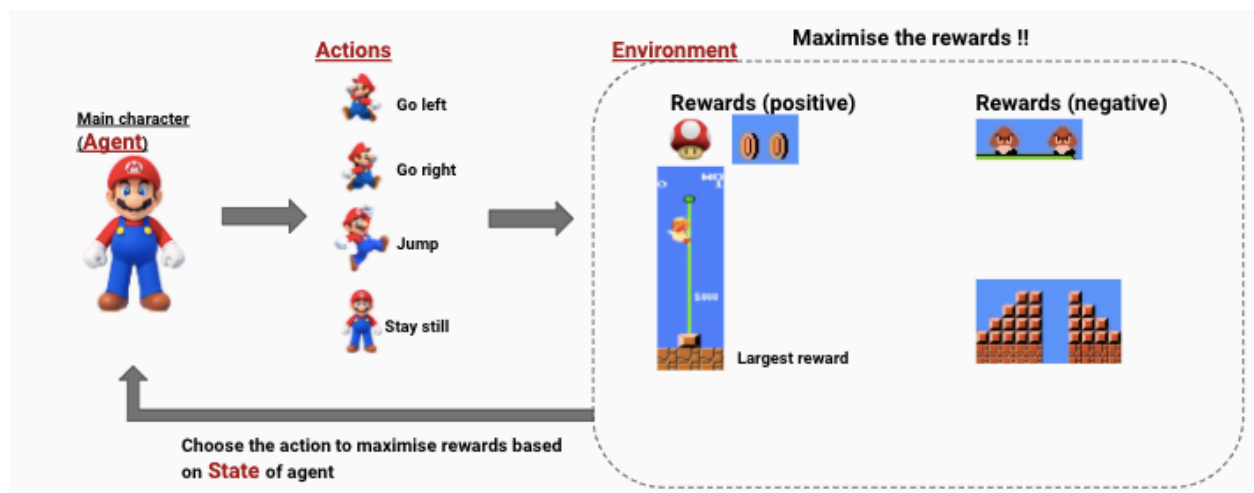 Maximise the rewards !!
Actions
Environment
Main character
(Agent)
Go left
Go right
Jump
Stay still
Rewards (positive)
Rewards (negative)
5000
Largest reward
Choose the action to maximise rewards based
on State of agent